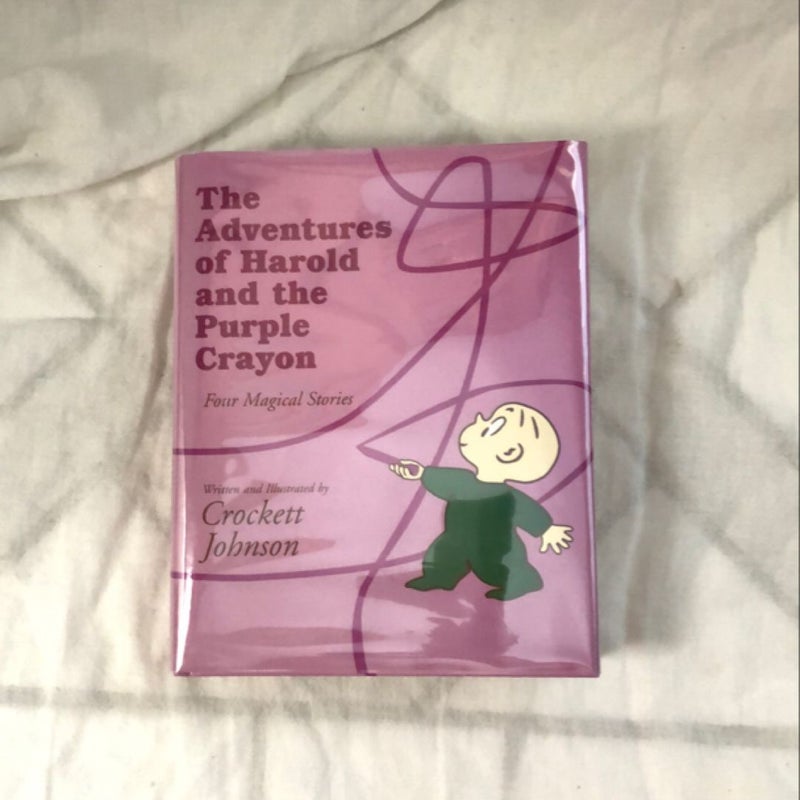 The
Adventures
of Harold
and the
Purple
Crayon
Four Magical Stories
Written and Illustrated by
Crockett
Johnson